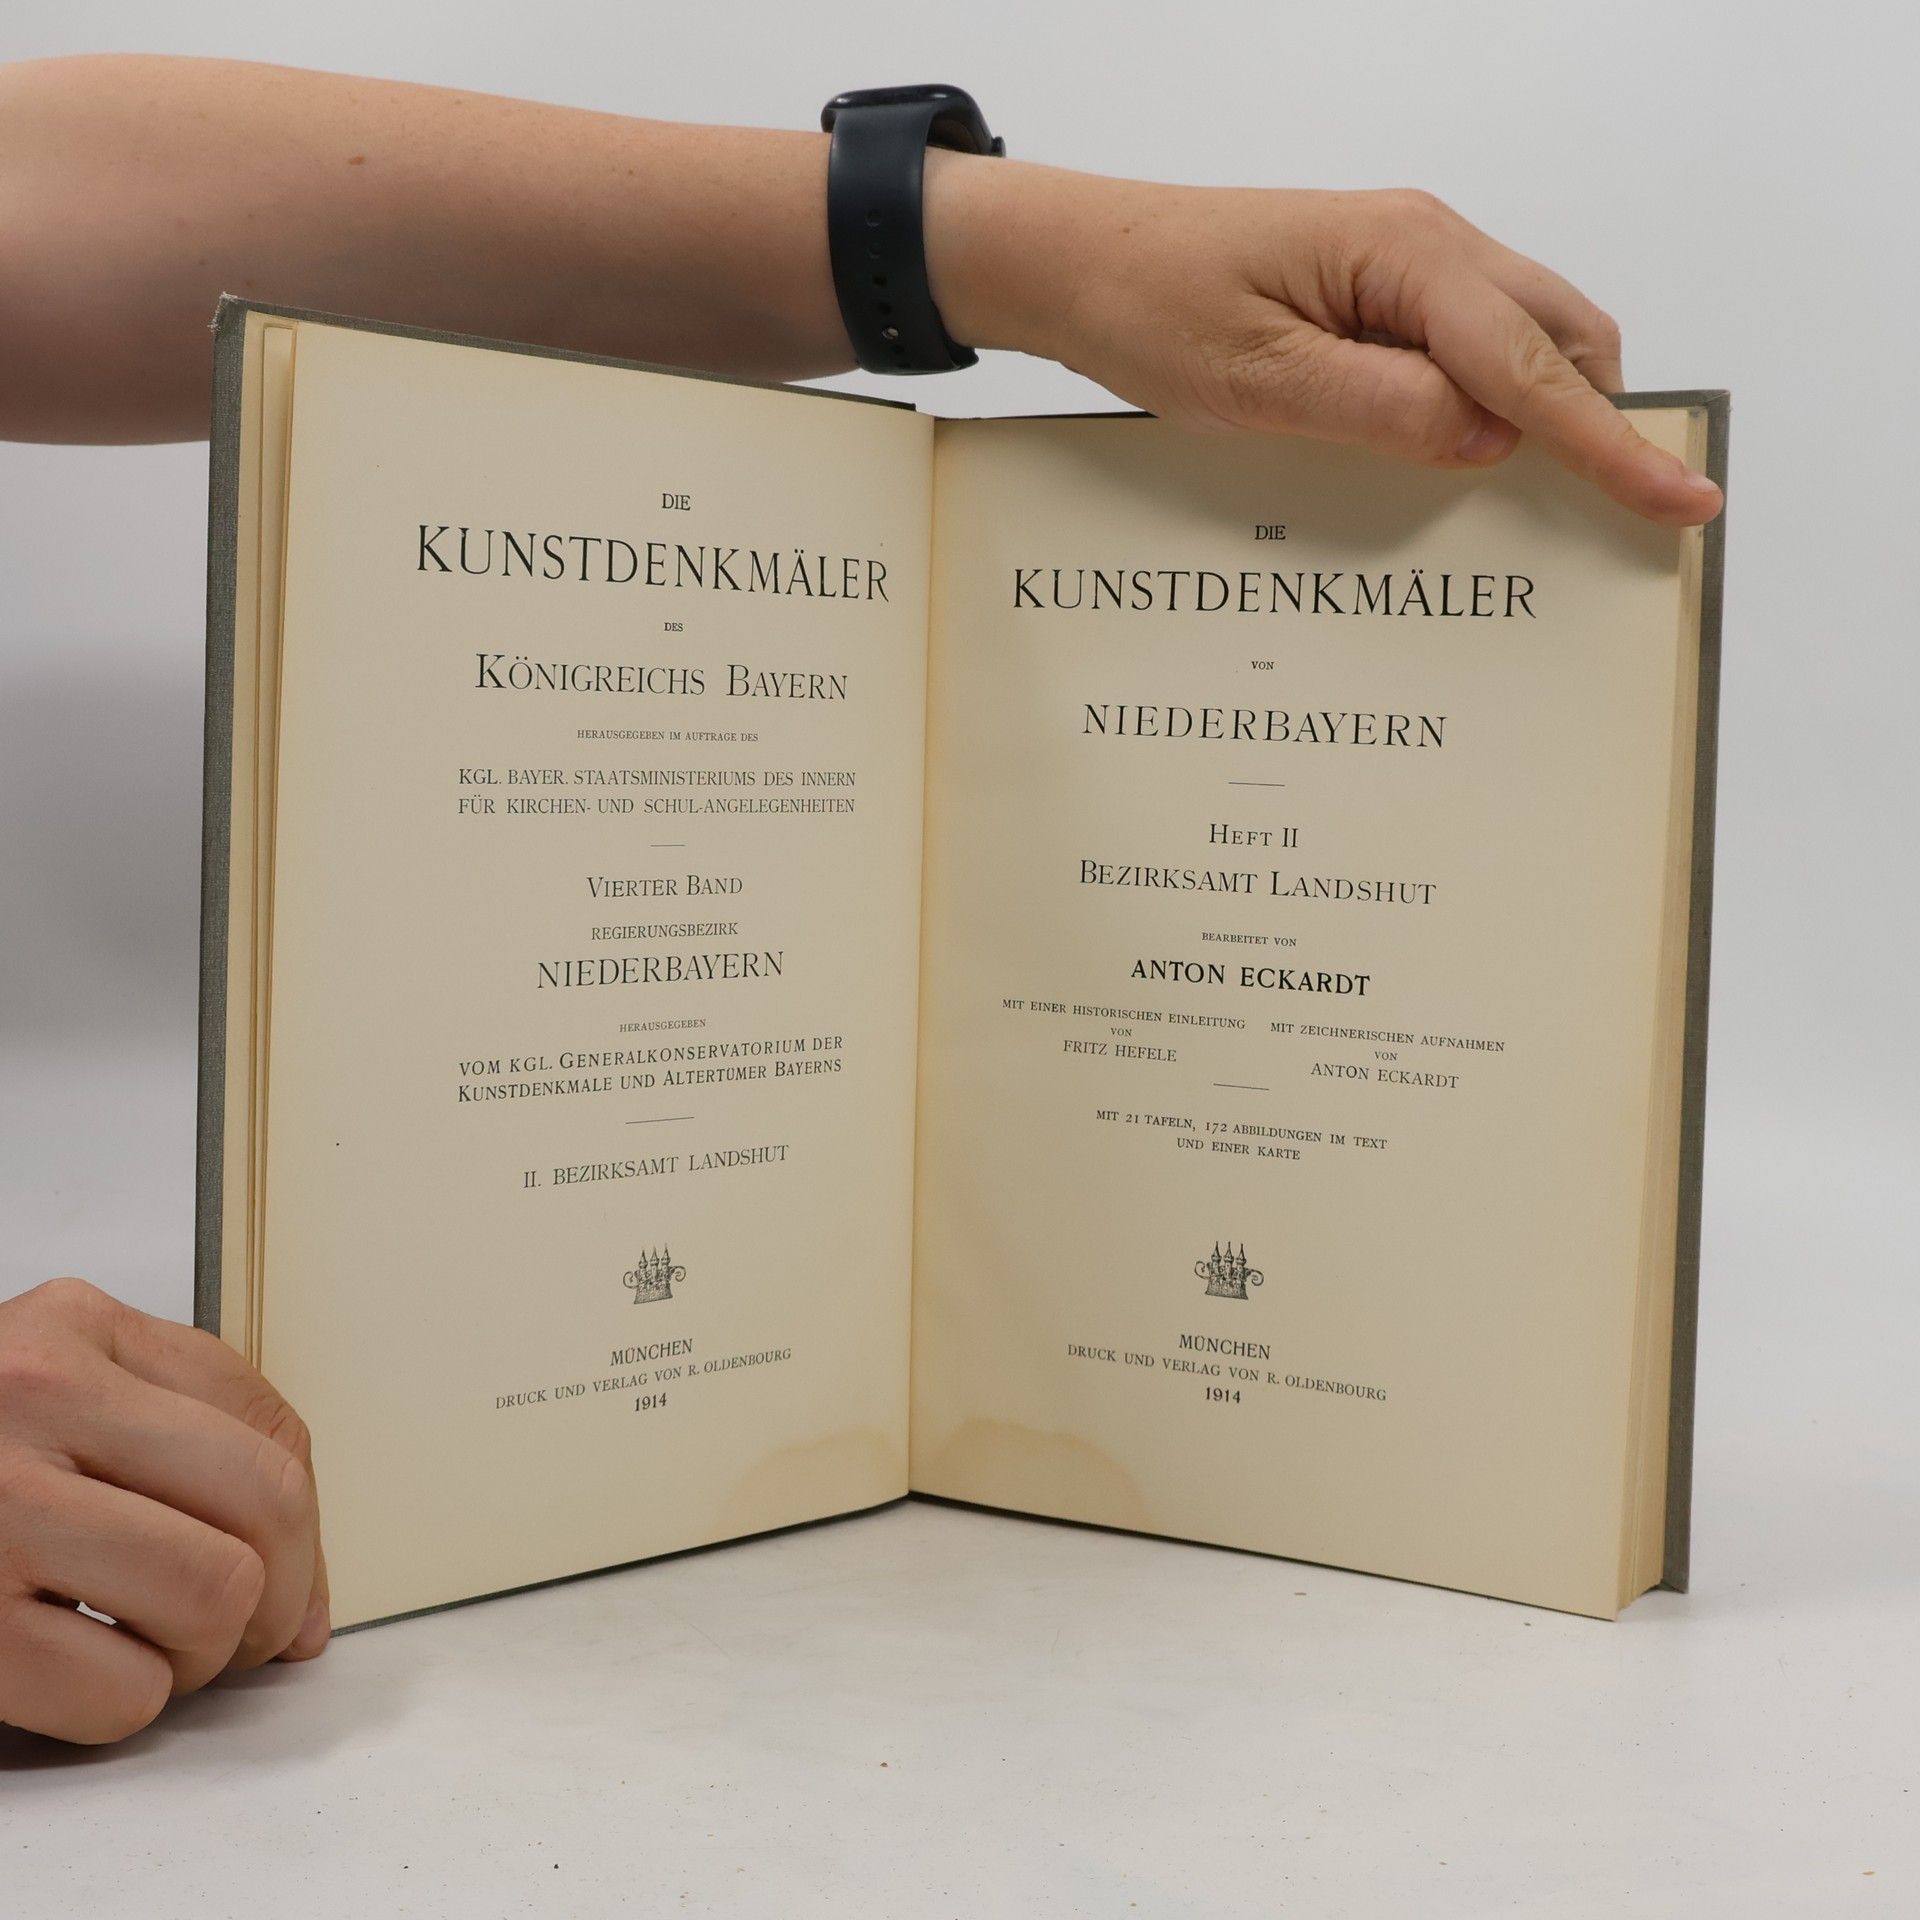 DIE
KUNSTDENKMÄLER
DES
KÖNIGREICHS BAYERN
HERAUSGEGEBEN IM AUFTRAGE DES
KGL. BAYER. STAATSMINISTERIUMS DES INNERN
FÜR KIRCHEN- UND SCHUL-ANGELEGENHEITEN
VIERTER BAND
REGIERUNGSBEZIRK
NIEDERBAYERN
HERAUSGEGEBEN
VOM KGL. GENERALKONSERVATORIUM DER
KUNSTDENKMALE UND ALTERTÜMER BAYERNS
II. BEZIRKSAMT LANDSHUT
MÜNCHEN
DRUCK UND VERLAG VON R. OLDENBOURG
1914
DIE
KUNSTDENKMÄLER
VON
NIEDERBAYERN
HEFT II
BEZIRKSAMT LANDSHUT
BEARBEITET VON
ANTON ECKARDT
MIT EINER HISTORISCHEN EINLEITUNG
VON
FRITZ HEFELE
MIT ZEICHNERISCHEN AUFNAHMEN
VON
ANTON ECKARDT
MIT 21 TAFELN, 172 ABBILDUNGEN IM TEXT
UND EINER KARTE
MÜNCHEN
DRUCK UND VERLAG VON R. OLDENBOURG
1914